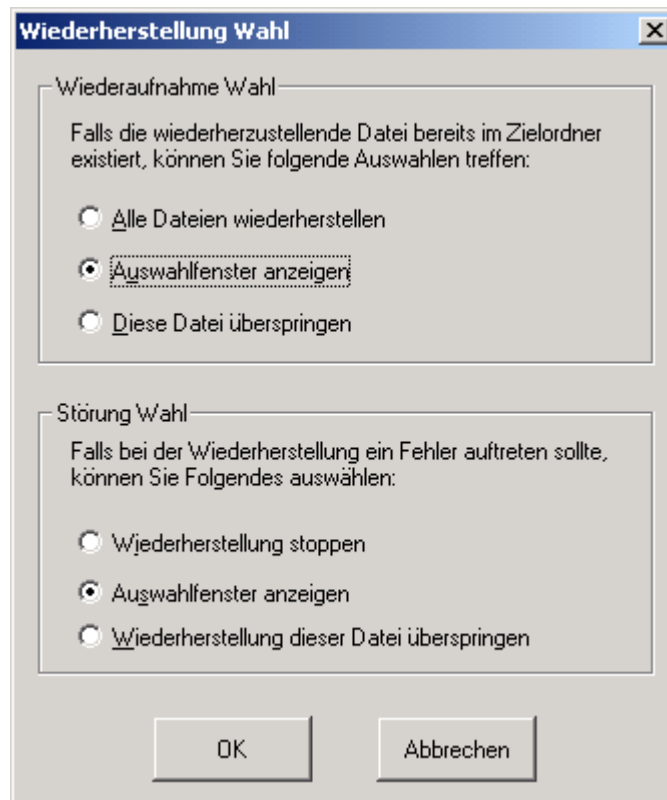 Wiederherstellung Wahl
Wiederaufnahme Wahl
Falls die wiederherzustellende Datei bereits im Zielordner
existiert, können Sie folgende Auswahlen treffen:
Alle Dateien wiederherstellen
Auswahlfenster anzeigen
Diese Datei überspringen
Störung Wahl
Falls bei der Wiederherstellung ein Fehler auftreten sollte,
können Sie Folgendes auswählen:
Wiederherstellung stoppen
Auswahlfenster anzeigen
Wiederherstellung dieser Datei überspringen
OK Abbrechen